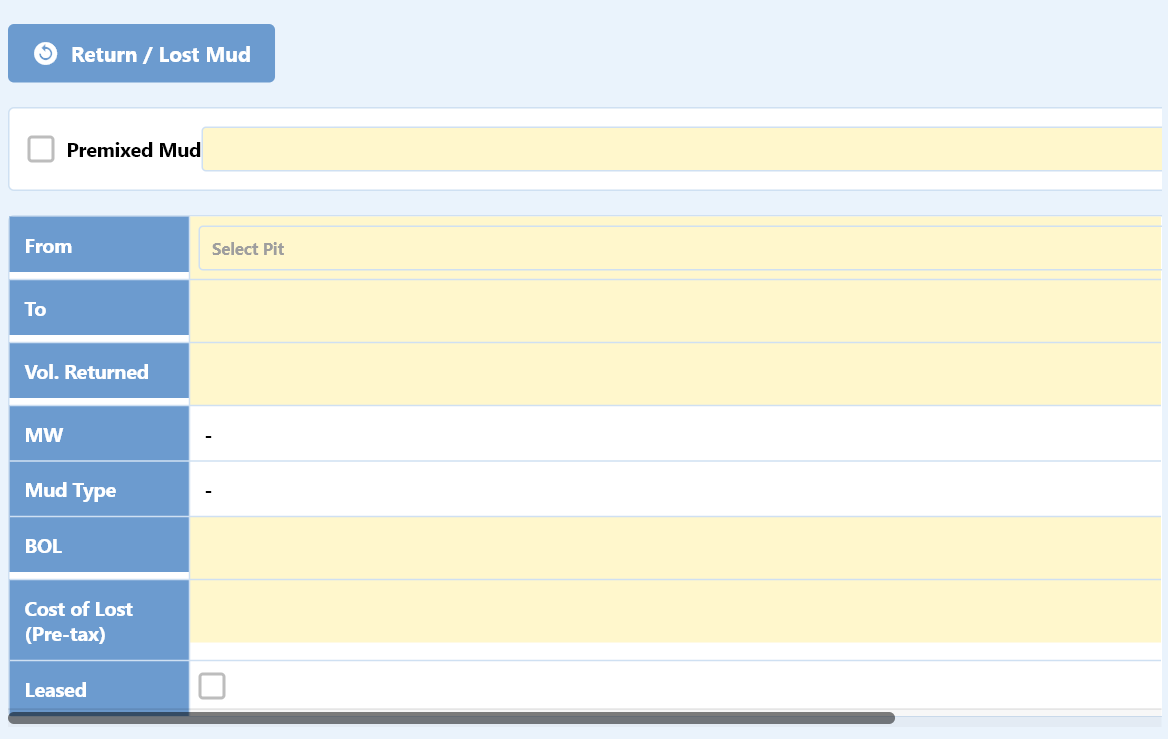 Return / Lost Mud
Premixed Mud
From
Select Pit
To
Vol. Returned
MW
-
Mud Type
-
BOL
Cost of Lost
(Pre-tax)
Leased